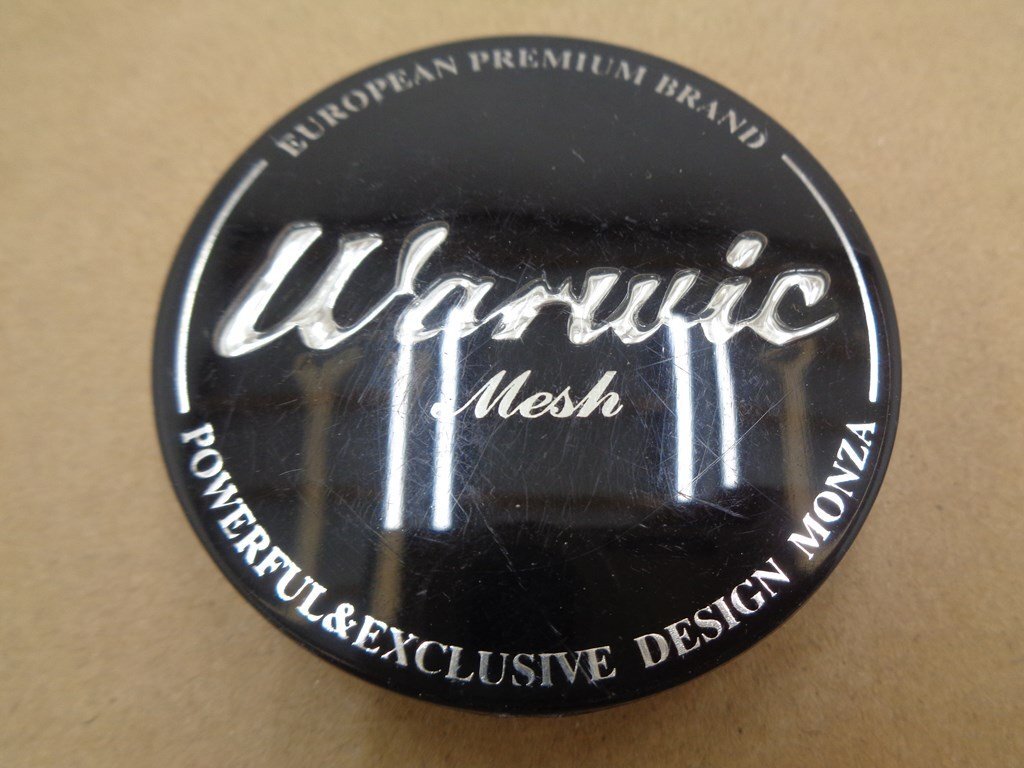 EUROPEAN PREMIUM BRAND
Warwic
Mesh
POWERFUL&EXCLUSIVE DESIGN MONZA